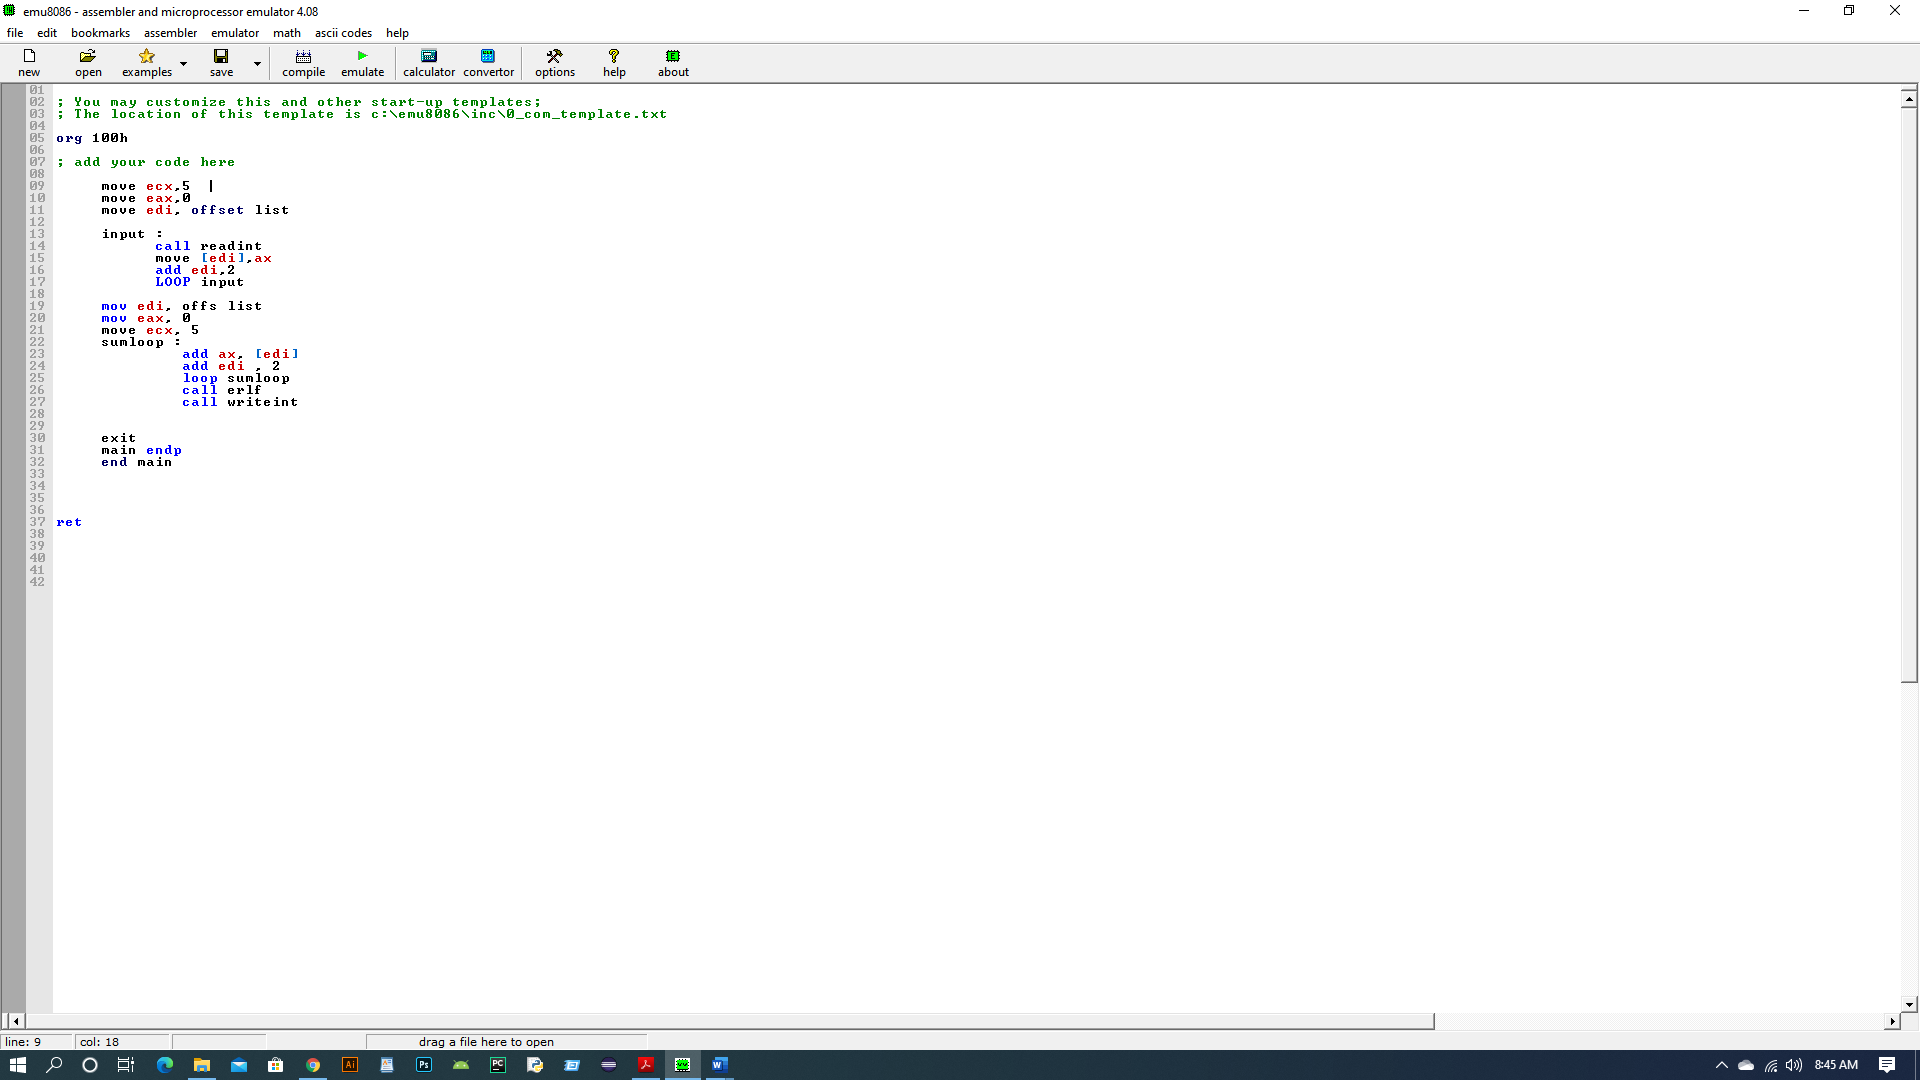 emu8086 - assembler and microprocessor emulator 4.08
file edit bookmarks assembler emulator math ascii codes help
new open examples save compile emulate calculator convertor options help about
01
02 ; You may customize this and other start-up templates;
03 ; The location of this template is c:\emu8086\inc\0_com_template.txt
04
05 org 100h
06
07 ; add your code here
08
09 move ecx,5
10 move eax,0
11 move edi, offset list
12
13 input :
14 call readint
15 move [edi],ax
16 add edi,2
17 LOOP input
18
19 mov edi, offs list
20 mov eax, 0
21 move ecx, 5
22 sumloop :
23 add ax, [edi]
24 add edi , 2
25 loop sumloop
26 call erlf
27 call writeint
28
29
30 exit
31 main endp
32 end main
33
34
35
36
37 ret
38
39
40
41
42
line: 9 col: 18 drag a file here to open
Ai Ps PC W 8:45 AM